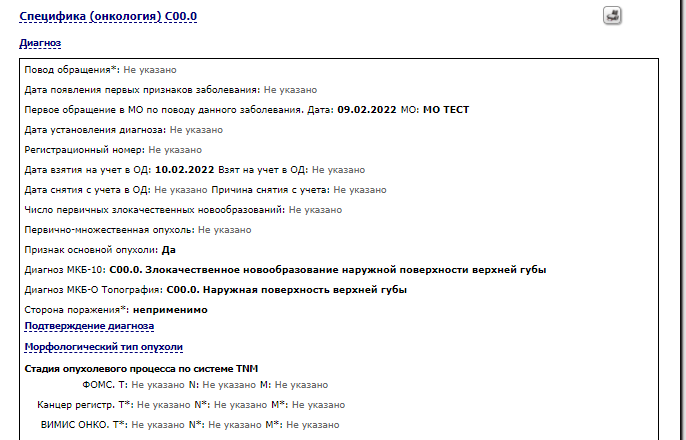 Специфика (онкология) C00.0
Диагноз
Повод обращения*: Не указано
Дата появления первых признаков заболевания: Не указано
Первое обращение в МО по поводу данного заболевания. Дата: 09.02.2022 МО: МО ТЕСТ
Дата установления диагноза: Не указано
Регистрационный номер: Не указано
Дата взятия на учет в ОД: 10.02.2022 Взят на учет в ОД: Не указано
Дата снятия с учета в ОД: Не указано Причина снятия с учета: Не указано
Число первичных злокачественных новообразований: Не указано
Первично-множественная опухоль: Не указано
Признак основной опухоли: Да
Диагноз МКБ-10: C00.0. Злокачественное новообразование наружной поверхности верхней губы
Диагноз МКБ-О Топография: C00.0. Наружная поверхность верхней губы
Сторона поражения*: неприменимо
Подтверждение диагноза
Морфологический тип опухоли
Стадия опухолевого процесса по системе TNM
ФОМС. T: Не указано N: Не указано M: Не указано
Канцер регистр. T*: Не указано N*: Не указано M*: Не указано
ВИМИС ОНКО. T*: Не указано N*: Не указано M*: Не указано